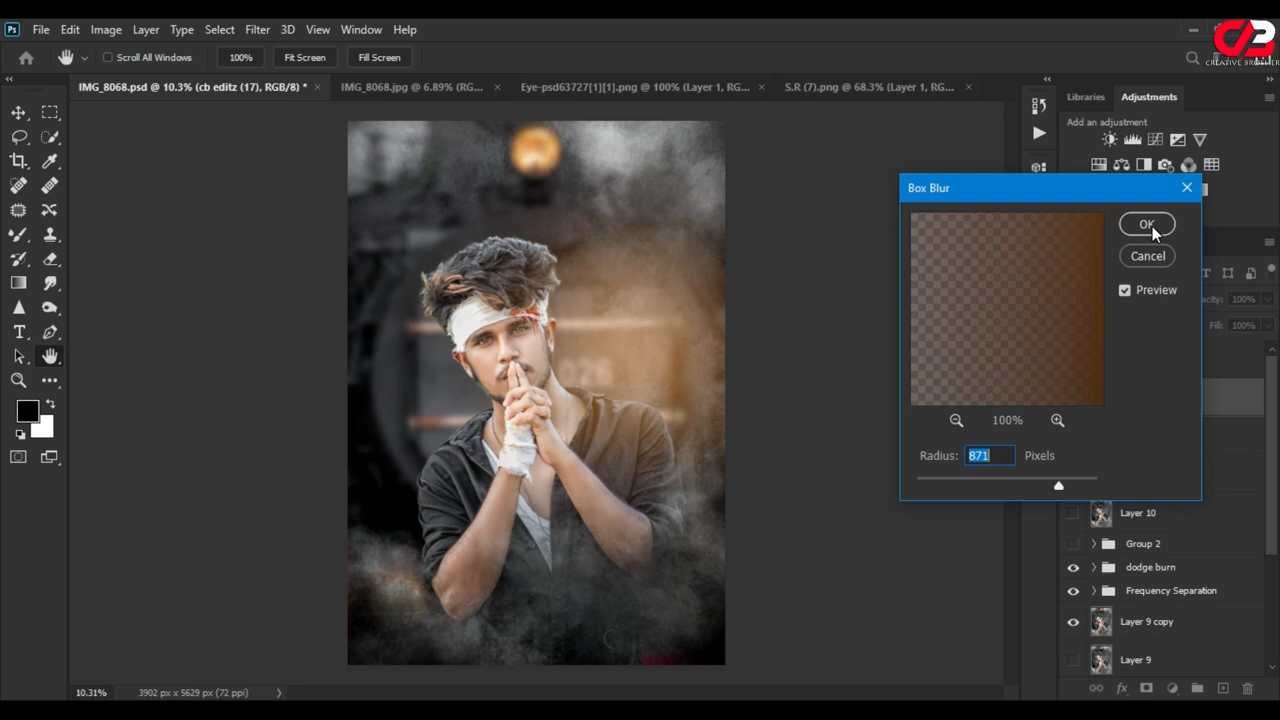 Ps File Edit Image Layer Type Select Filter 3D View Window Help
CREATIVE BROTHER
Scroll All Windows 100% Fit Screen Fill Screen
IMG_8068.psd @ 10.3% (cb editz (17), RGB/8) * × IMG_8068.jpg @ 6.89% (RG... × Eye-psd63727[1][1].png @ 100% (Layer 1, RG... × S.R (7).png @ 68.3% (Layer 1, RG... ×
Libraries Adjustments
Add an adjustment
Box Blur
OK
Cancel
Preview
100%
Radius: 871 Pixels
100%
Fill: 100%
026
Layer 10
Group 2
dodge burn
Frequency Separation
Layer 9 copy
Layer 9
10.31% 3902 px x 5629 px (72 ppi)